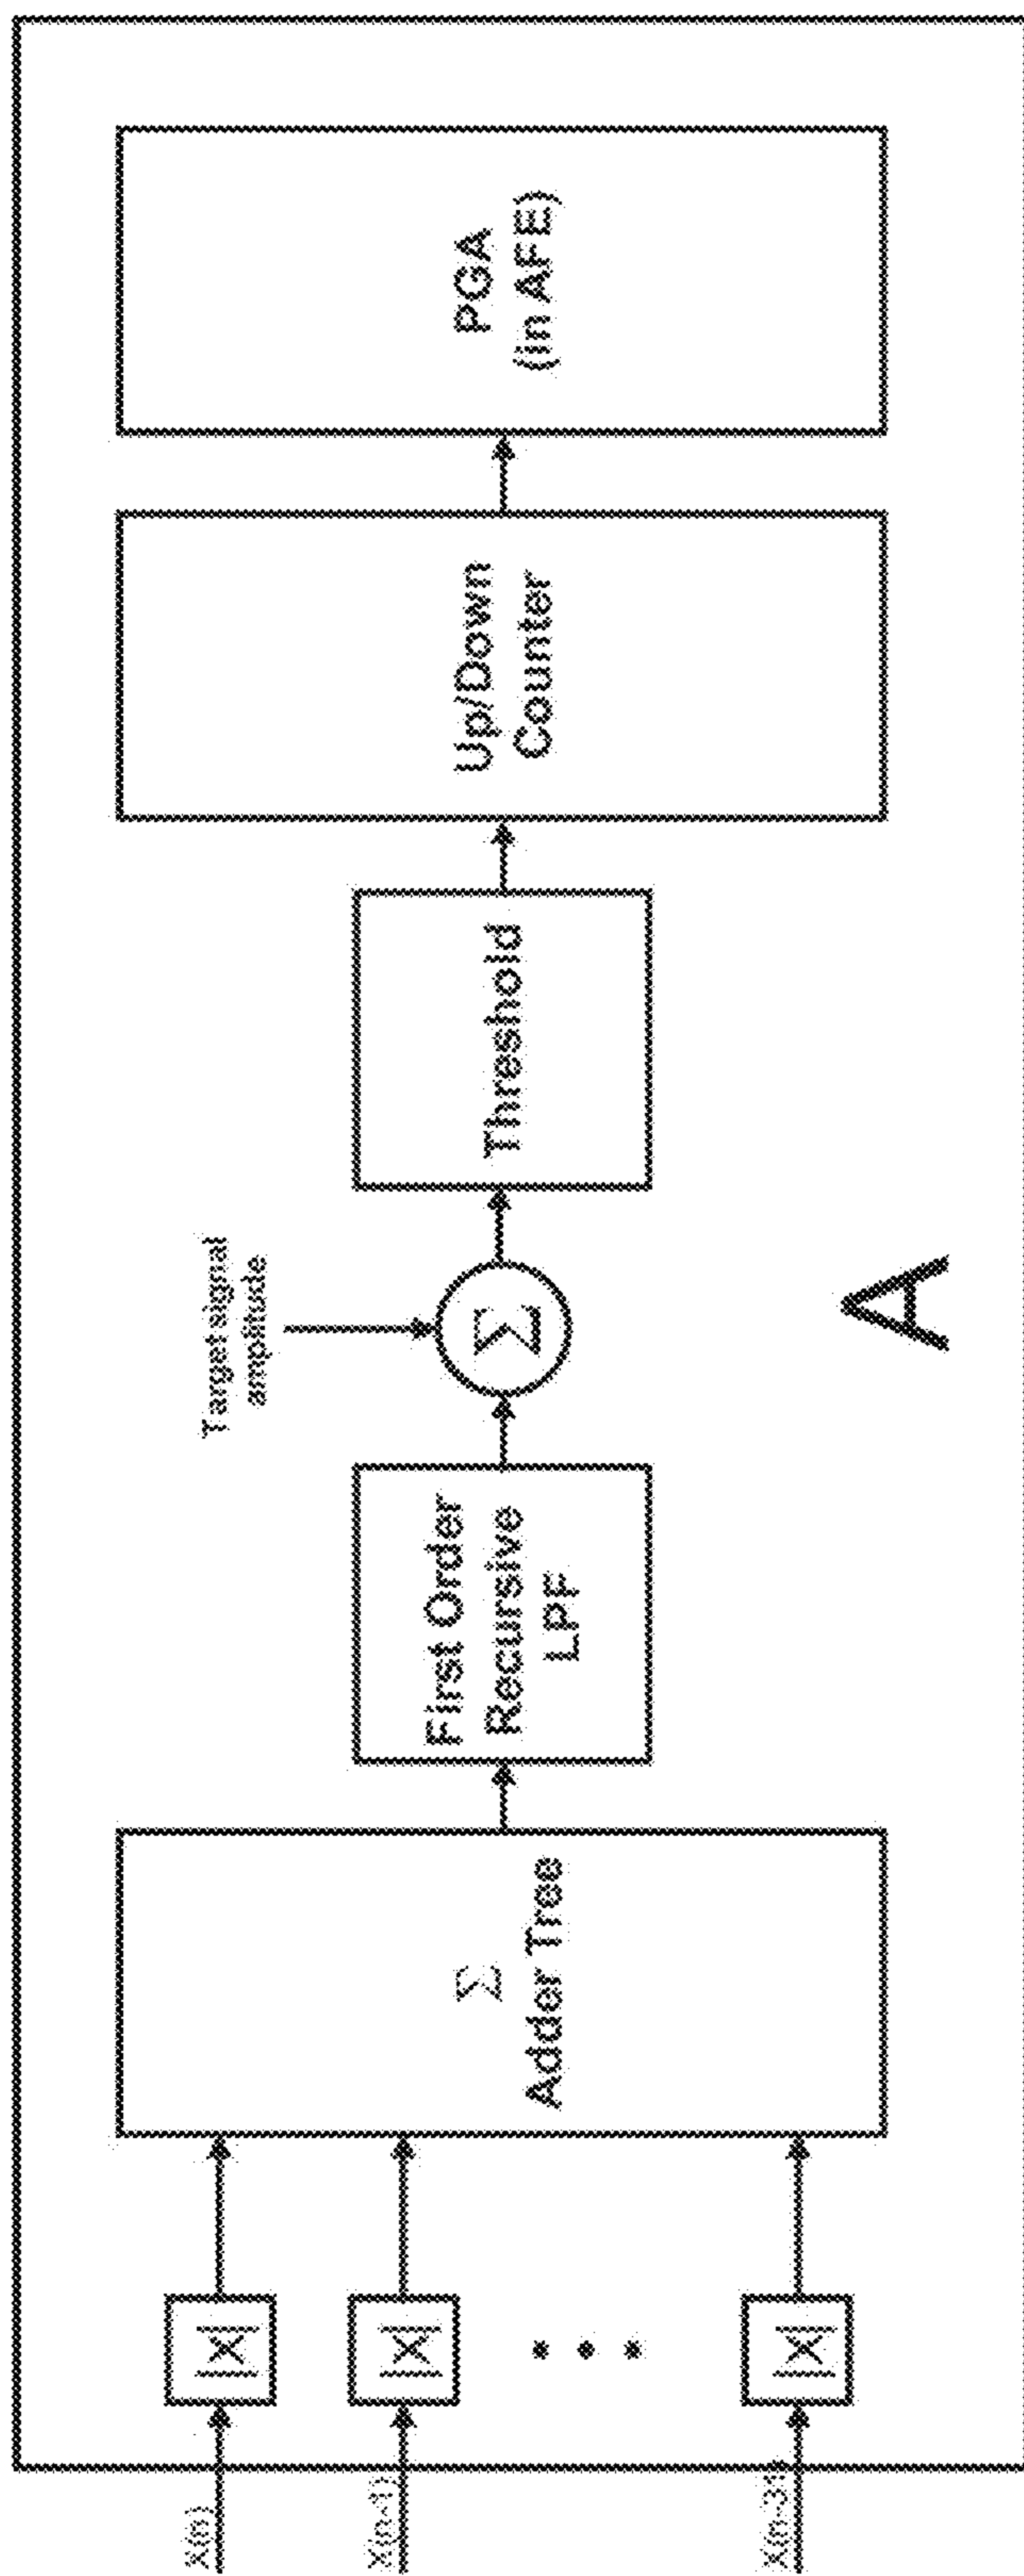 X(n)
X(n-1)
X(n-31)
|X|
|X|
|X|
Σ
Adder Tree
First Order
Recursive
LPF
Target signal
amplitude
Σ
Threshold
Up/Down
Counter
PGA
(in AFE)
A